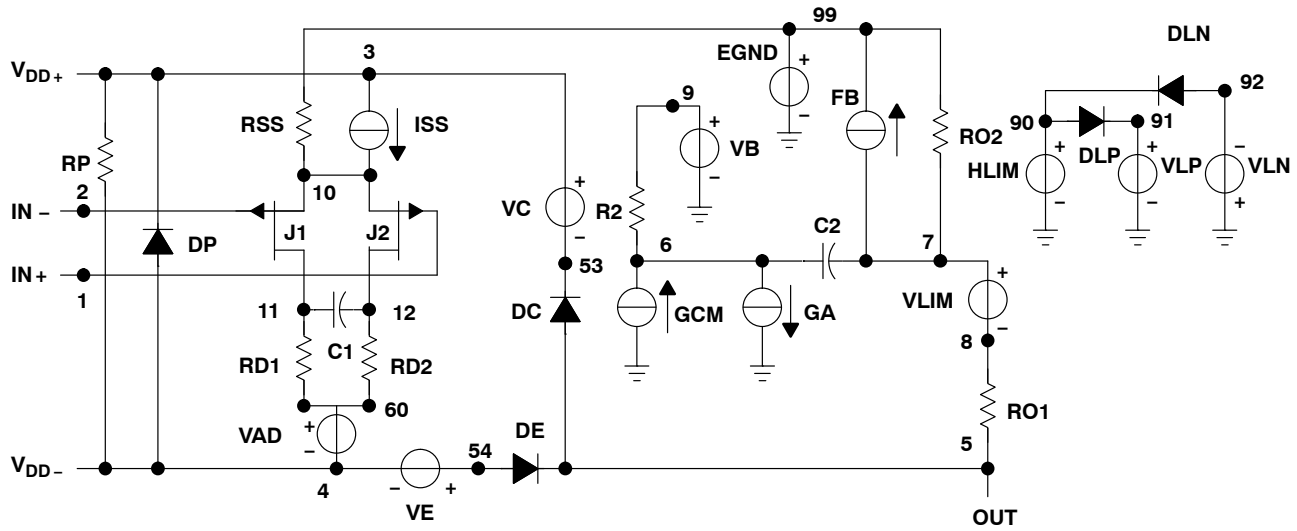 99
3
EGND
+
DLN
V DD+
92
9
FB
+
90
91
RSS
ISS
VB
RO2
–
DLP
RP
10
–
+
+
–
HLIM
VLP
VLN
2
+
R2
–
–
+
IN –
VC
J1
J2
–
C2
DP
6
7
IN +
53
+
1
VLIM
11
12
DC
GCM
GA
–
C1
8
RD1
RD2
60
RO1
+
VAD
–
DE
54
5
V DD –
4
–
+
VE
OUT